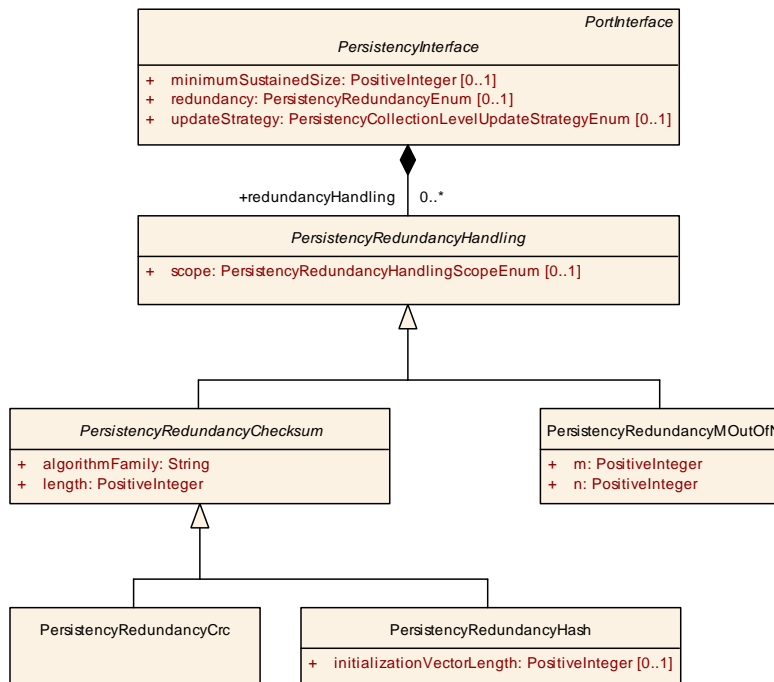 PortInterface
PersistencyInterface
+ minimumSustainedSize: PositiveInteger [0..1]
+ redundancy: PersistencyRedundancyEnum [0..1]
+ updateStrategy: PersistencyCollectionLevelUpdateStrategyEnum [0..1]
+redundancyHandling 0..*
PersistencyRedundancyHandling
+ scope: PersistencyRedundancyHandlingScopeEnum [0..1]
PersistencyRedundancyChecksum
+ algorithmFamily: String
+ length: PositiveInteger
PersistencyRedundancyMOutOfN
+ m: PositiveInteger
+ n: PositiveInteger
PersistencyRedundancyCrc
PersistencyRedundancyHash
+ initializationVectorLength: PositiveInteger [0..1]